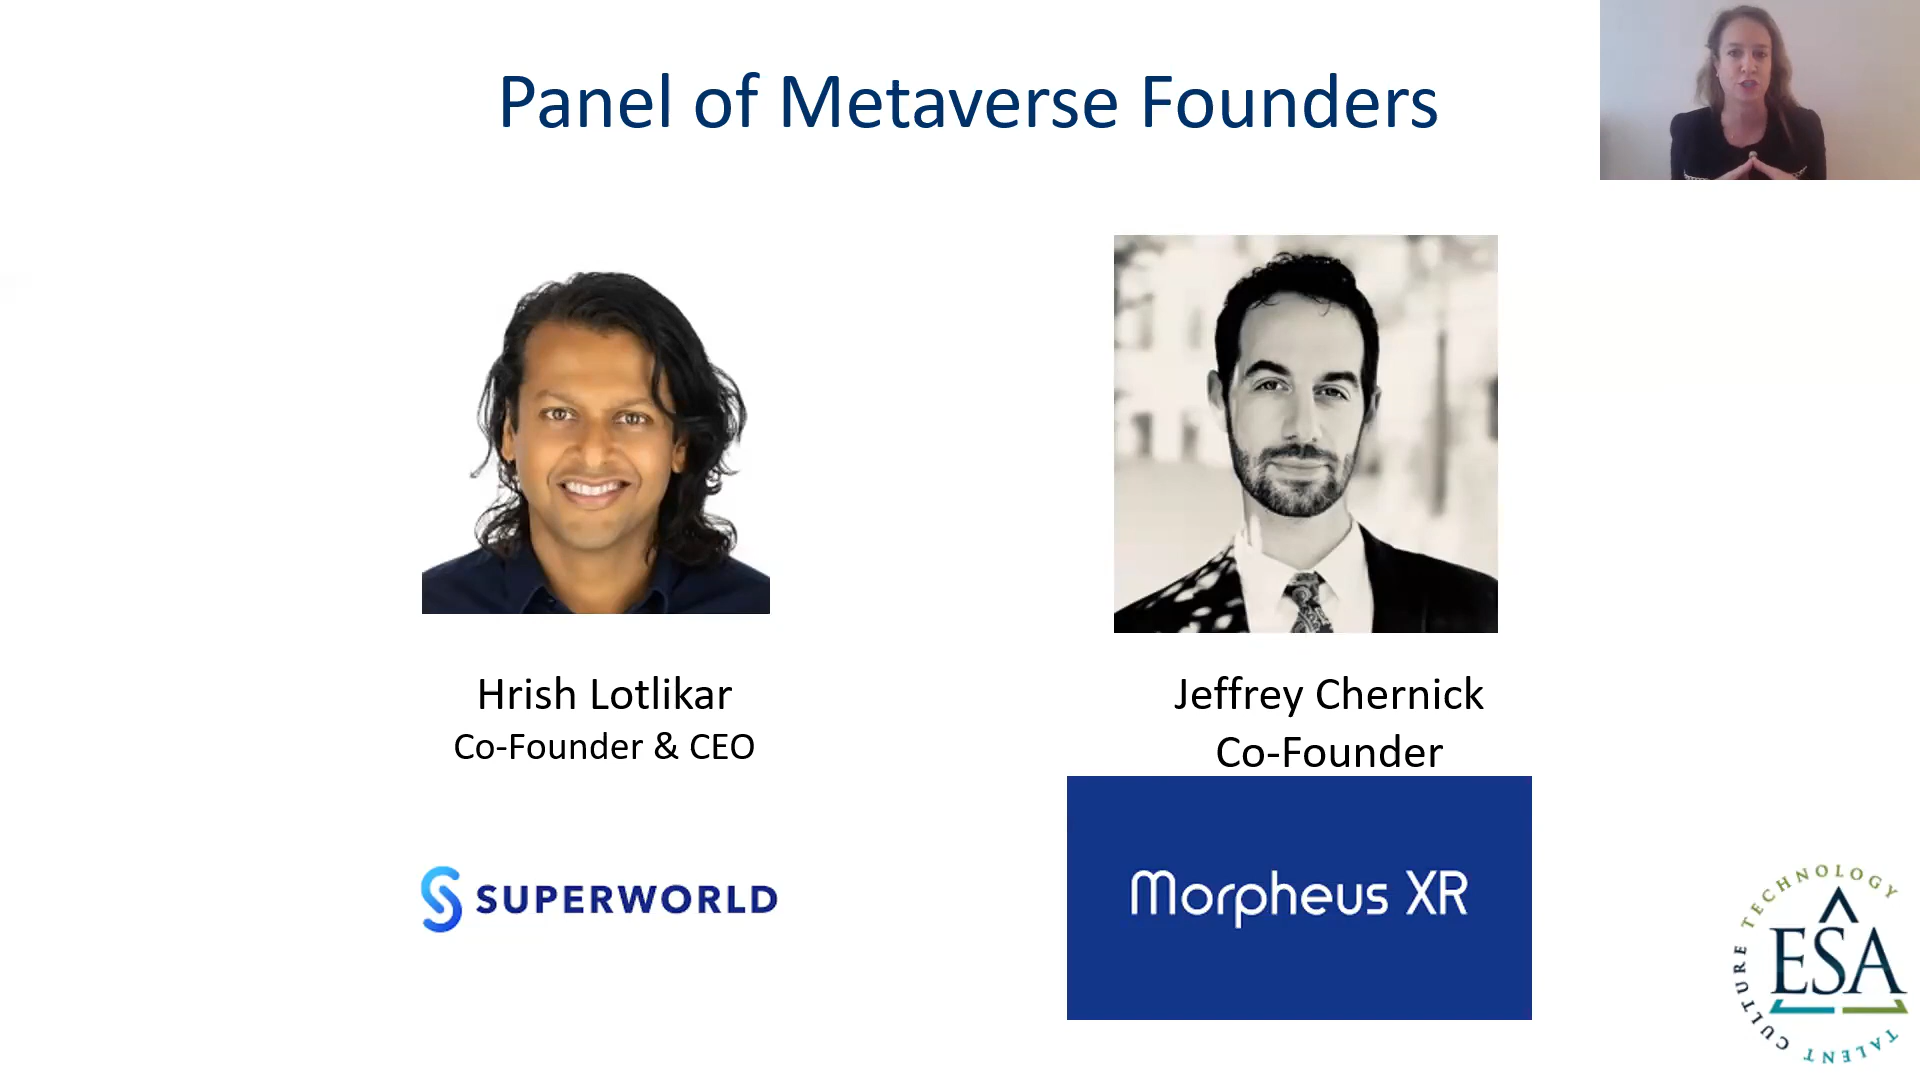 Panel of Metaverse Founders
Hrish Lotlikar
Co-Founder & CEO
SUPERWORLD
Jeffrey Chernick
Co-Founder
Morpheus XR
CULTURE TECHNOLOGY
ESA
TALENT